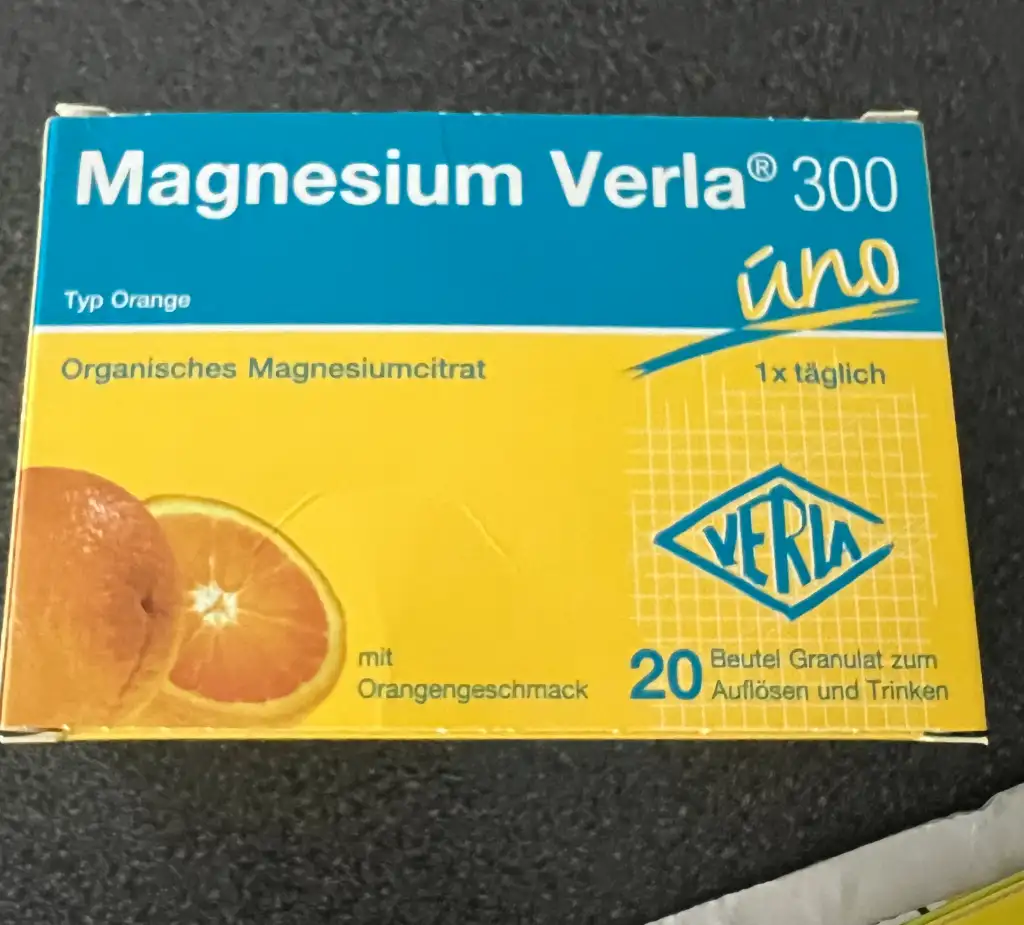 Magnesium Verla® 300
uno
Typ Orange
Organisches Magnesiumcitrat
1x täglich
VERLA
mit
Orangengeschmack
20 Beutel Granulat zum
Auflösen und Trinken